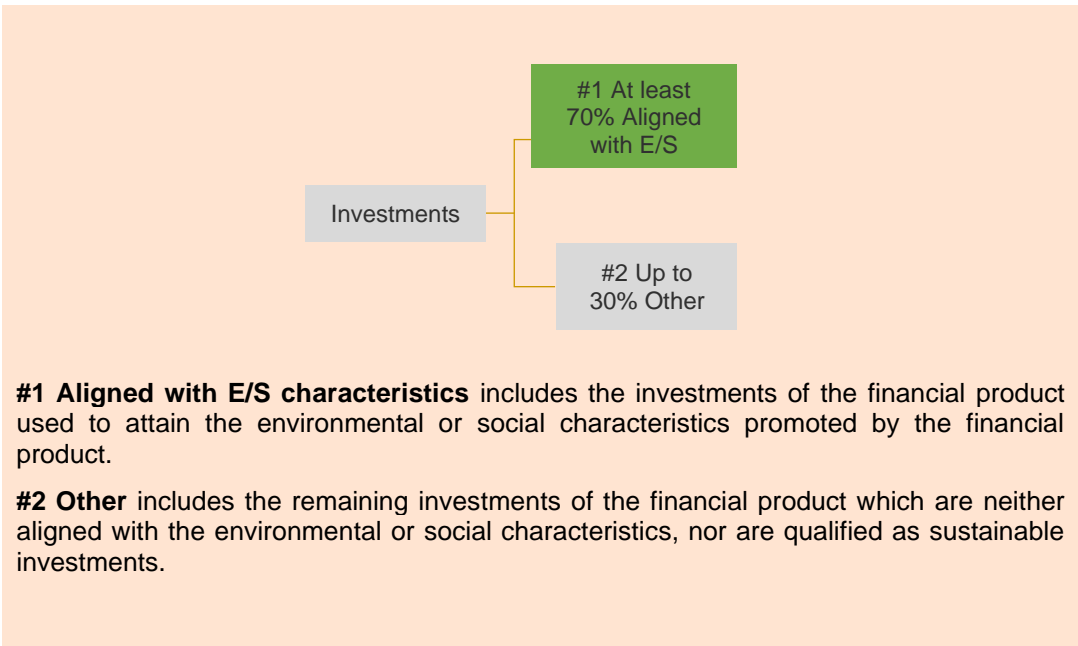 #1 At least
70% Aligned
with E/S
Investments
#2 Up to
30% Other
#1 Aligned with E/S characteristics includes the investments of the financial product
used to attain the environmental or social characteristics promoted by the financial
product.
#2 Other includes the remaining investments of the financial product which are neither
aligned with the environmental or social characteristics, nor are qualified as sustainable
investments.